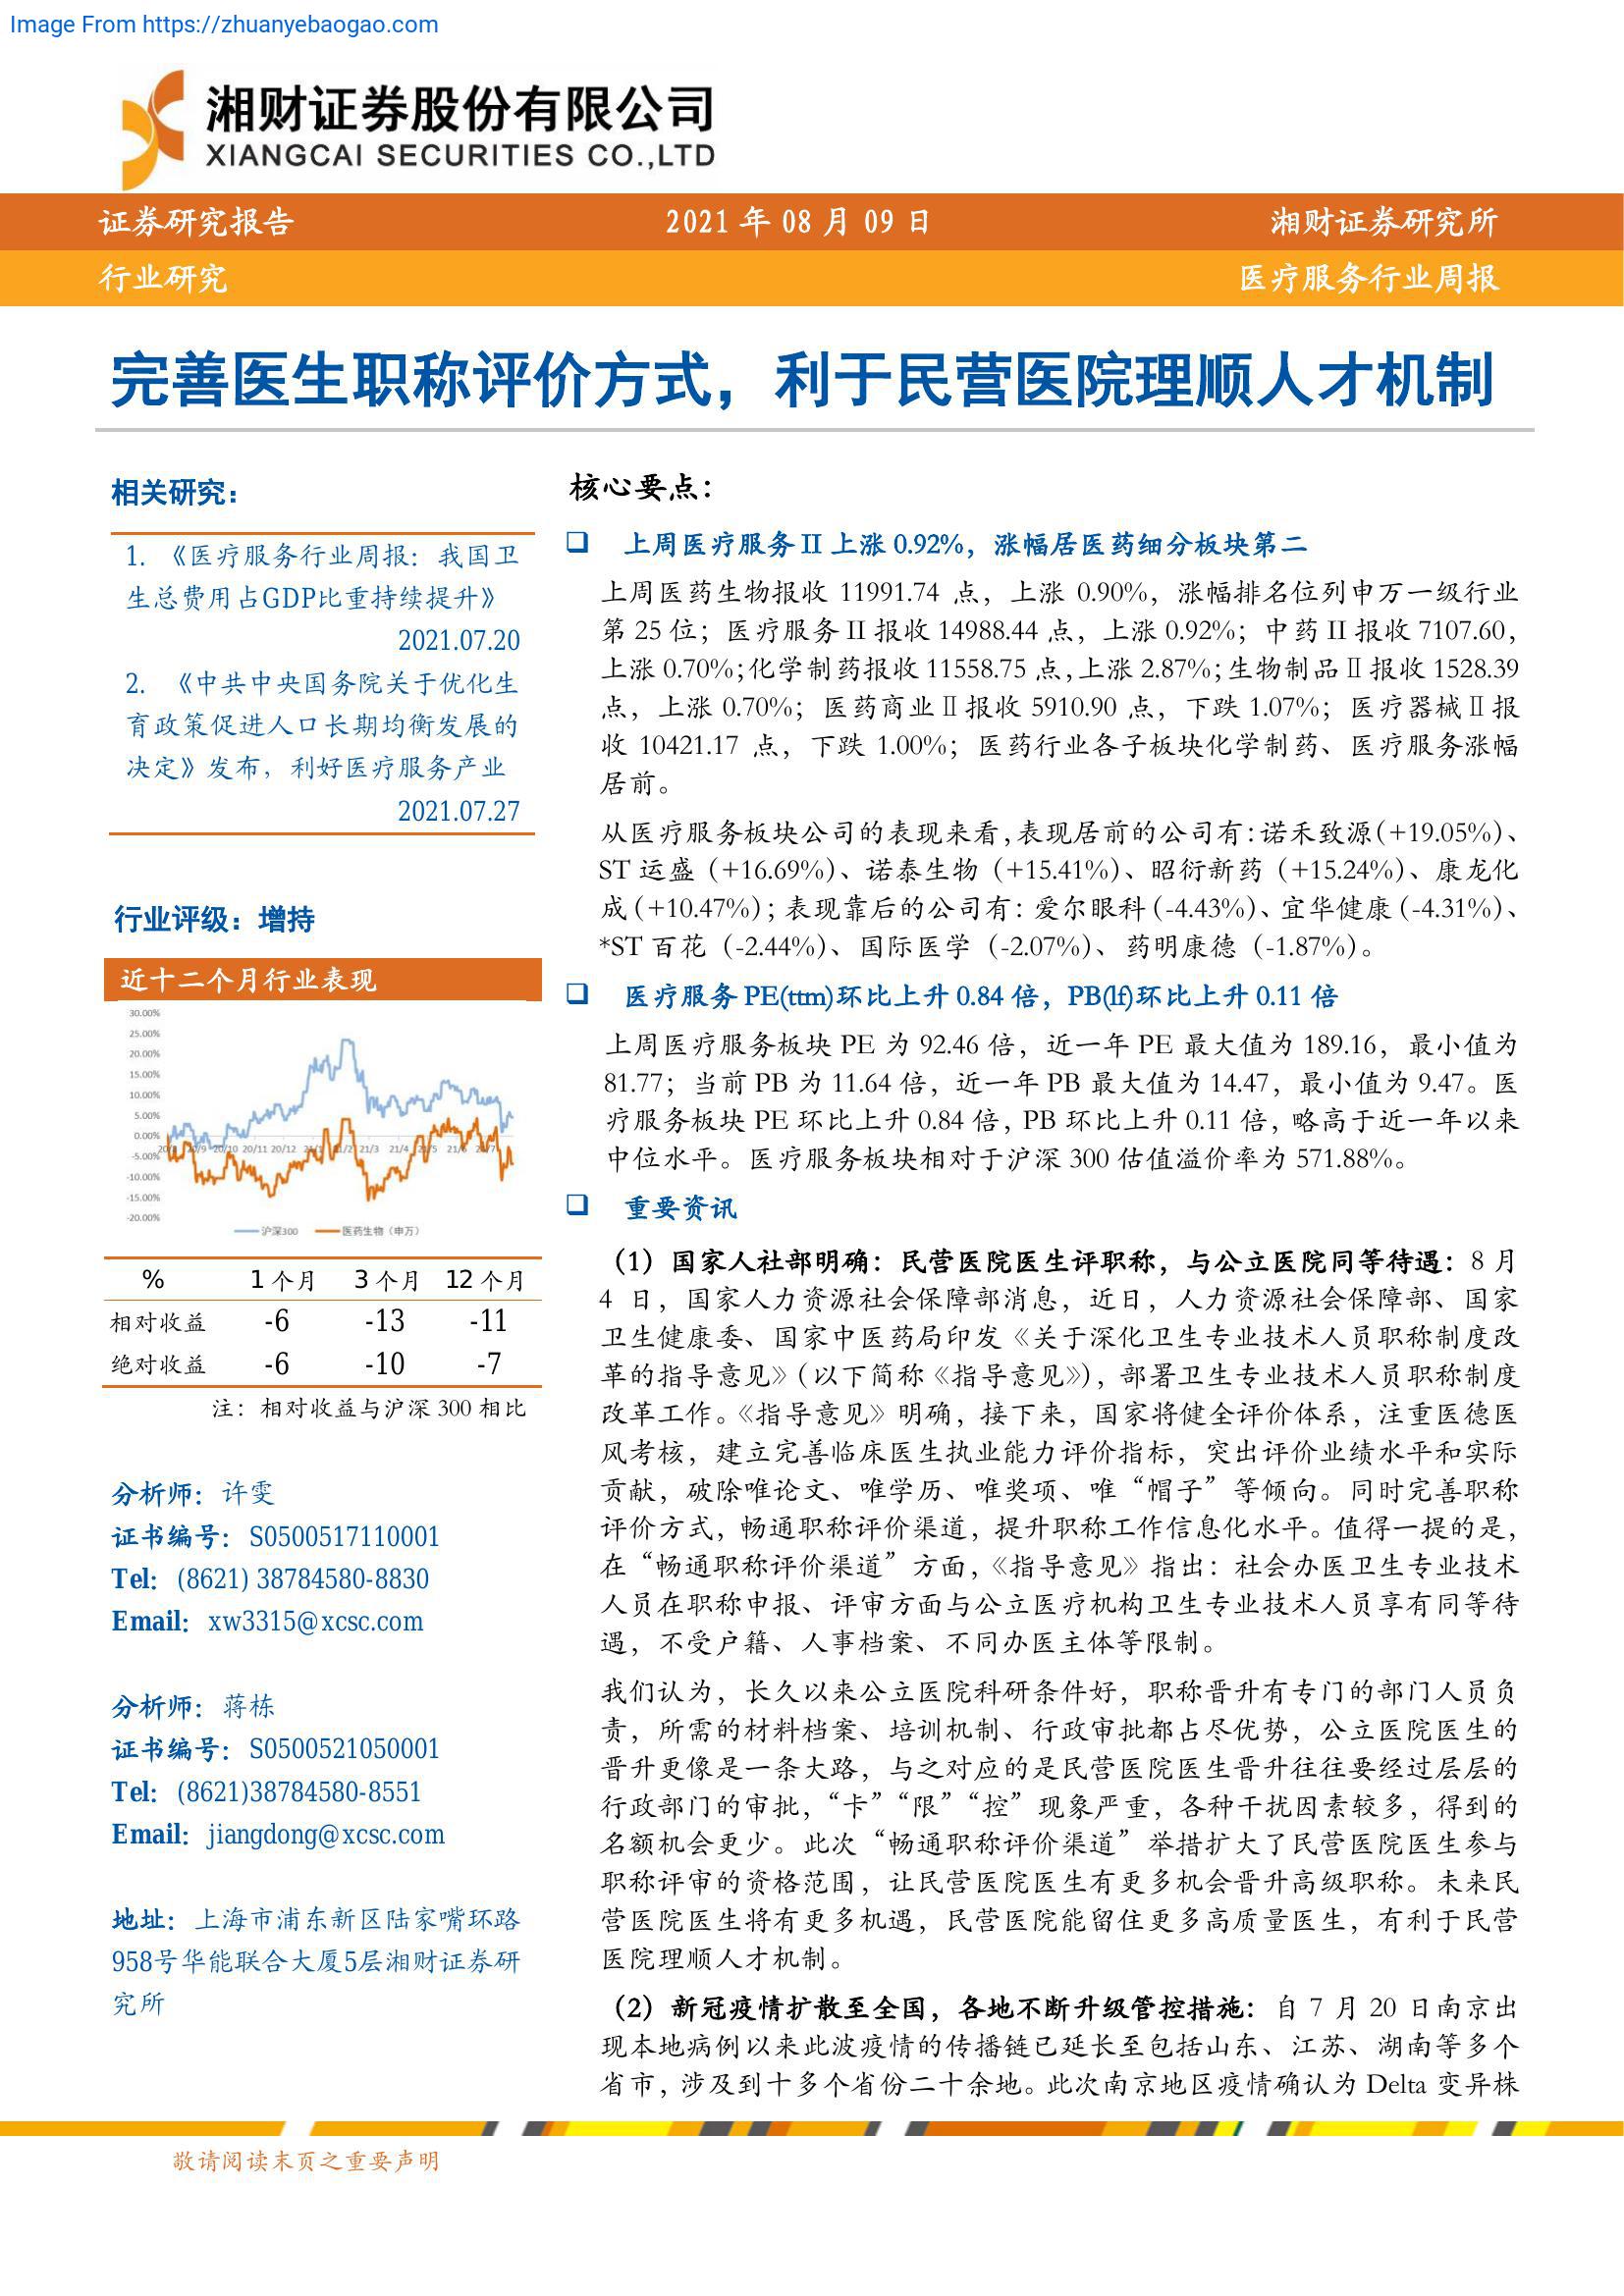 Image From https://zhuanyebaogao.com
湘财证券股份有限公司
XIANGCAI SECURITIES CO.,LTD
证券研究报告 2021 年 08 月 09 日 湘财证券研究所
行业研究 医疗服务行业周报
完善医生职称评价方式，利于民营医院理顺人才机制
相关研究：
1. 《医疗服务行业周报：我国卫
生总费用占GDP比重持续提升》
2021.07.20
2. 《中共中央国务院关于优化生
育政策促进人口长期均衡发展的
决定》发布，利好医疗服务产业
2021.07.27
行业评级：增持
近十二个月行业表现
30.00%
25.00%
20.00%
15.00%
10.00%
5.00%
0.00%
-5.00%
-10.00%
-15.00%
-20.00%
20/10 20/11 20/12 21/3 21/4
沪深300 医药生物（申万）
% 1 个月 3 个月 12 个月
相对收益 -6 -13 -11
绝对收益 -6 -10 -7
注：相对收益与沪深 300 相比
分析师：许雯
证书编号：S0500517110001
Tel：(8621) 38784580-8830
Email：xw3315@xcsc.com
分析师：蒋栋
证书编号：S0500521050001
Tel：(8621)38784580-8551
Email：jiangdong@xcsc.com
地址：上海市浦东新区陆家嘴环路
958号华能联合大厦5层湘财证券研
究所
核心要点：
❑ 上周医疗服务 II 上涨 0.92%，涨幅居医药细分板块第二
上周医药生物报收 11991.74 点，上涨 0.90%，涨幅排名位列申万一级行业
第 25 位；医疗服务 II 报收 14988.44 点，上涨 0.92%；中药 II 报收 7107.60，
上涨 0.70%；化学制药报收 11558.75 点，上涨 2.87%；生物制品Ⅱ报收 1528.39
点，上涨 0.70%；医药商业Ⅱ报收 5910.90 点，下跌 1.07%；医疗器械Ⅱ报
收 10421.17 点，下跌 1.00%；医药行业各子板块化学制药、医疗服务涨幅
居前。
从医疗服务板块公司的表现来看，表现居前的公司有：诺禾致源（+19.05%）、
ST 运盛（+16.69%）、诺泰生物（+15.41%）、昭衍新药（+15.24%）、康龙化
成（+10.47%）；表现靠后的公司有：爱尔眼科（-4.43%）、宜华健康（-4.31%）、
*ST 百花（-2.44%）、国际医学（-2.07%）、药明康德（-1.87%）。
❑ 医疗服务 PE(ttm)环比上升 0.84 倍，PB(lf)环比上升 0.11 倍
上周医疗服务板块 PE 为 92.46 倍，近一年 PE 最大值为 189.16，最小值为
81.77；当前 PB 为 11.64 倍，近一年 PB 最大值为 14.47，最小值为 9.47。医
疗服务板块 PE 环比上升 0.84 倍，PB 环比上升 0.11 倍，略高于近一年以来
中位水平。医疗服务板块相对于沪深 300 估值溢价率为 571.88%。
❑ 重要资讯
（1）国家人社部明确：民营医院医生评职称，与公立医院同等待遇：8 月
4 日，国家人力资源社会保障部消息，近日，人力资源社会保障部、国家
卫生健康委、国家中医药局印发《关于深化卫生专业技术人员职称制度改
革的指导意见》（以下简称《指导意见》），部署卫生专业技术人员职称制度
改革工作。《指导意见》明确，接下来，国家将健全评价体系，注重医德医
风考核，建立完善临床医生执业能力评价指标，突出评价业绩水平和实际
贡献，破除唯论文、唯学历、唯奖项、唯“帽子”等倾向。同时完善职称
评价方式，畅通职称评价渠道，提升职称工作信息化水平。值得一提的是，
在“畅通职称评价渠道”方面，《指导意见》指出：社会办医卫生专业技术
人员在职称申报、评审方面与公立医疗机构卫生专业技术人员享有同等待
遇，不受户籍、人事档案、不同办医主体等限制。
我们认为，长久以来公立医院科研条件好，职称晋升有专门的部门人员负
责，所需的材料档案、培训机制、行政审批都占尽优势，公立医院医生的
晋升更像是一条大路，与之对应的是民营医院医生晋升往往要经过层层的
行政部门的审批，“卡”“限”“控”现象严重，各种干扰因素较多，得到的
名额机会更少。此次“畅通职称评价渠道”举措扩大了民营医院医生参与
职称评审的资格范围，让民营医院医生有更多机会晋升高级职称。未来民
营医院医生将有更多机遇，民营医院能留住更多高质量医生，有利于民营
医院理顺人才机制。
（2）新冠疫情扩散至全国，各地不断升级管控措施：自 7 月 20 日南京出
现本地病例以来此波疫情的传播链已延长至包括山东、江苏、湖南等多个
省市，涉及到十多个省份二十余地。此次南京地区疫情确认为 Delta 变异株
敬请阅读末页之重要声明